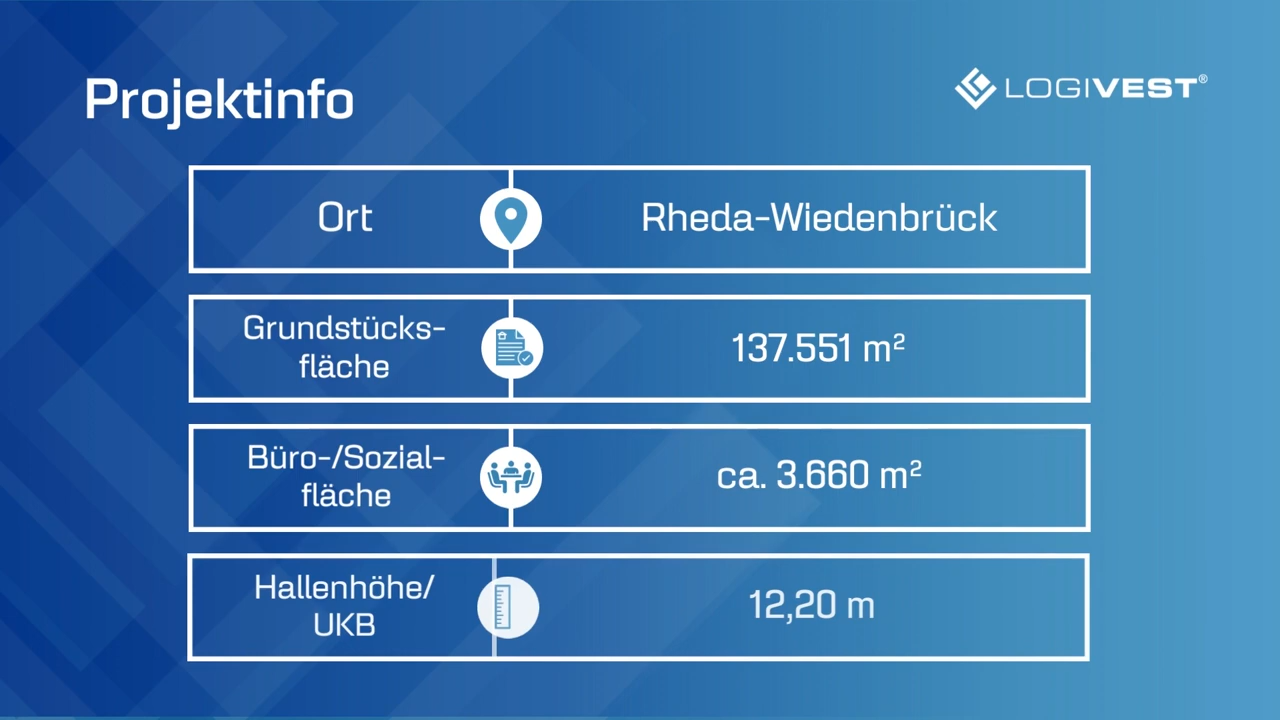 Projektinfo
LOGIVEST®
Ort
Rheda-Wiedenbrück
Grundstücks-
fläche
137.551 m²
Büro-/Sozial-
fläche
ca. 3.660 m²
Hallenhöhe/
UKB
12,20 m